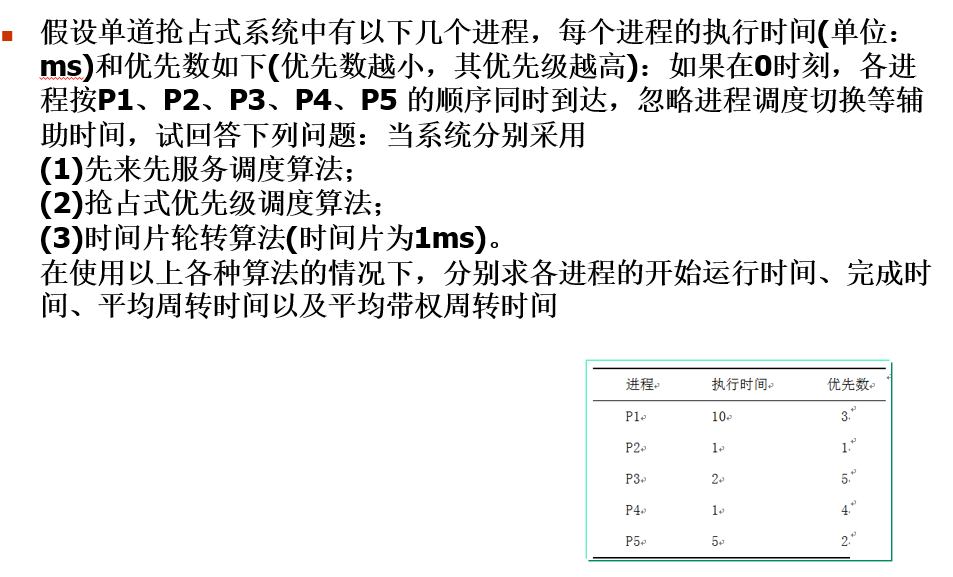 假设单道抢占式系统中有以下几个进程，每个进程的执行时间(单位：
ms)和优先数如下(优先数越小，其优先级越高)：如果在0时刻，各进
程按P1、P2、P3、P4、P5 的顺序同时到达，忽略进程调度切换等辅
助时间，试回答下列问题：当系统分别采用
(1)先来先服务调度算法；
(2)抢占式优先级调度算法；
(3)时间片轮转算法(时间片为1ms)。
在使用以上各种算法的情况下，分别求各进程的开始运行时间、完成时
间、平均周转时间以及平均带权周转时间
进程 执行时间 优先数
P1 10 3
P2 1 1
P3 2 5
P4 1 4
P5 5 2